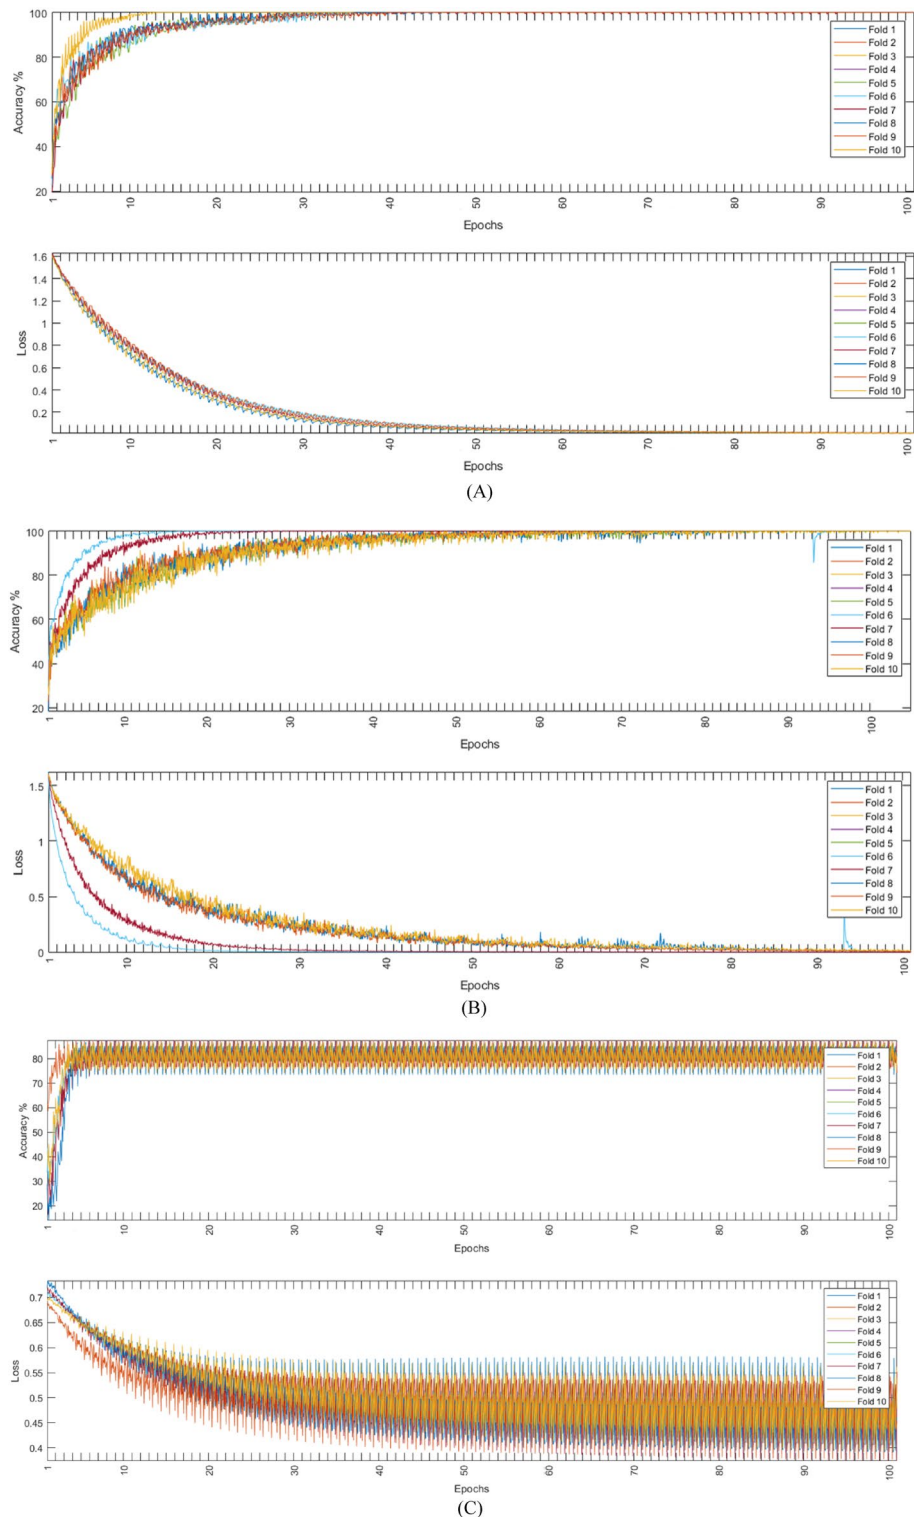 100
80
60
40
20
Accuracy %
1
10
20
30
40
50
60
70
80
90
100
Epochs
Fold 1
Fold 2
Fold 3
Fold 4
Fold 5
Fold 6
Fold 7
Fold 8
Fold 9
Fold 10
1.6
1.4
1.2
1
0.8
0.6
0.4
0.2
Loss
1
10
20
30
40
50
60
70
80
90
100
Epochs
Fold 1
Fold 2
Fold 3
Fold 4
Fold 5
Fold 6
Fold 7
Fold 8
Fold 9
Fold 10
(A)
100
80
60
40
20
Accuracy %
1
10
20
30
40
50
60
70
80
90
100
Epochs
Fold 1
Fold 2
Fold 3
Fold 4
Fold 5
Fold 6
Fold 7
Fold 8
Fold 9
Fold 10
1.5
1
0.5
0
Loss
1
10
20
30
40
50
60
70
80
90
100
Epochs
Fold 1
Fold 2
Fold 3
Fold 4
Fold 5
Fold 6
Fold 7
Fold 8
Fold 9
Fold 10
(B)
80
70
60
50
40
30
20
Accuracy %
1
10
20
30
40
50
60
70
80
90
100
Epochs
Fold 1
Fold 2
Fold 3
Fold 4
Fold 5
Fold 6
Fold 7
Fold 8
Fold 9
Fold 10
0.7
0.65
0.6
0.55
0.5
0.45
0.4
Loss
1
10
20
30
40
50
60
70
80
90
100
Epochs
Fold 1
Fold 2
Fold 3
Fold 4
Fold 5
Fold 6
Fold 7
Fold 8
Fold 9
Fold 10
(C)